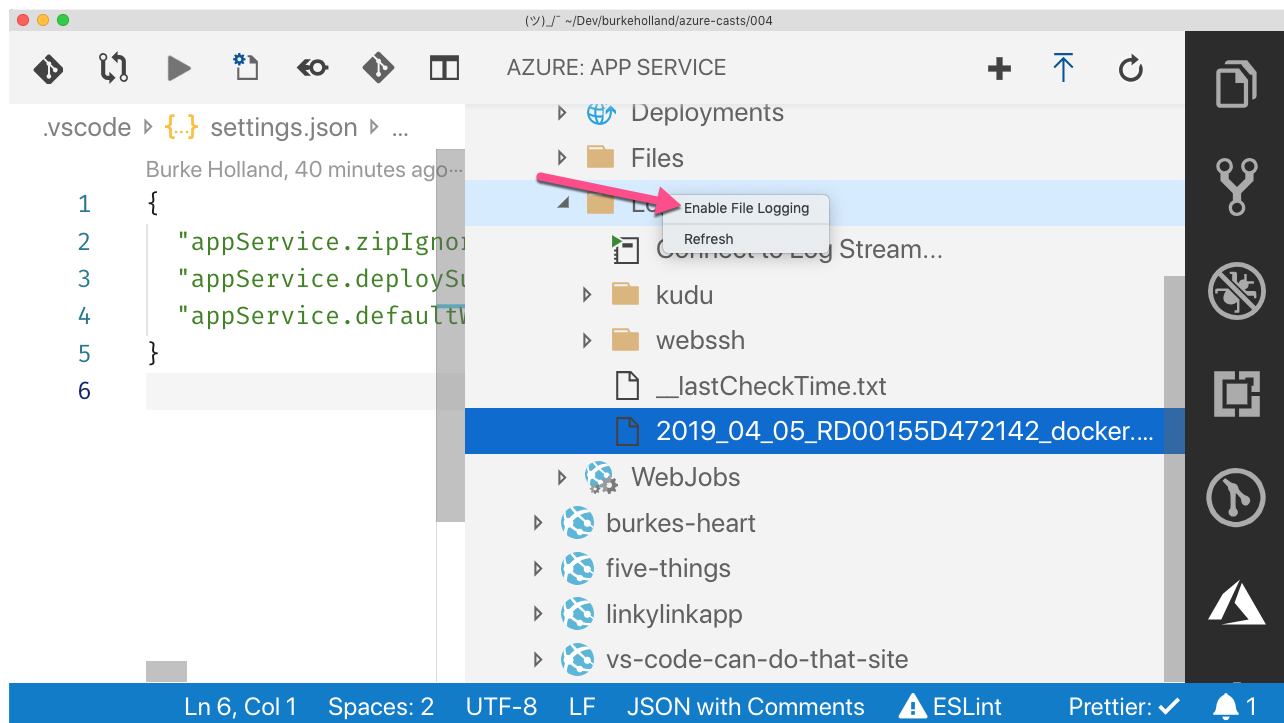 (ツ)_/¯ ~/Dev/burkeholland/azure-casts/004
AZURE: APP SERVICE
.vscode {...} settings.json ...
Burke Holland, 40 minutes ago...
1 {
2 "appService.zipIgnor
3 "appService.deploySu
4 "appService.default
5 }
6
Deployments
Files
Enable File Logging
Refresh
Connect to Log Stream...
kudu
webssh
__lastCheckTime.txt
2019_04_05_RD00155D472142_docker....
WebJobs
burkes-heart
five-things
linkylinkapp
vs-code-can-do-that-site
Ln 6, Col 1 Spaces: 2 UTF-8 LF JSON with Comments ESLint Prettier: ✓ 1